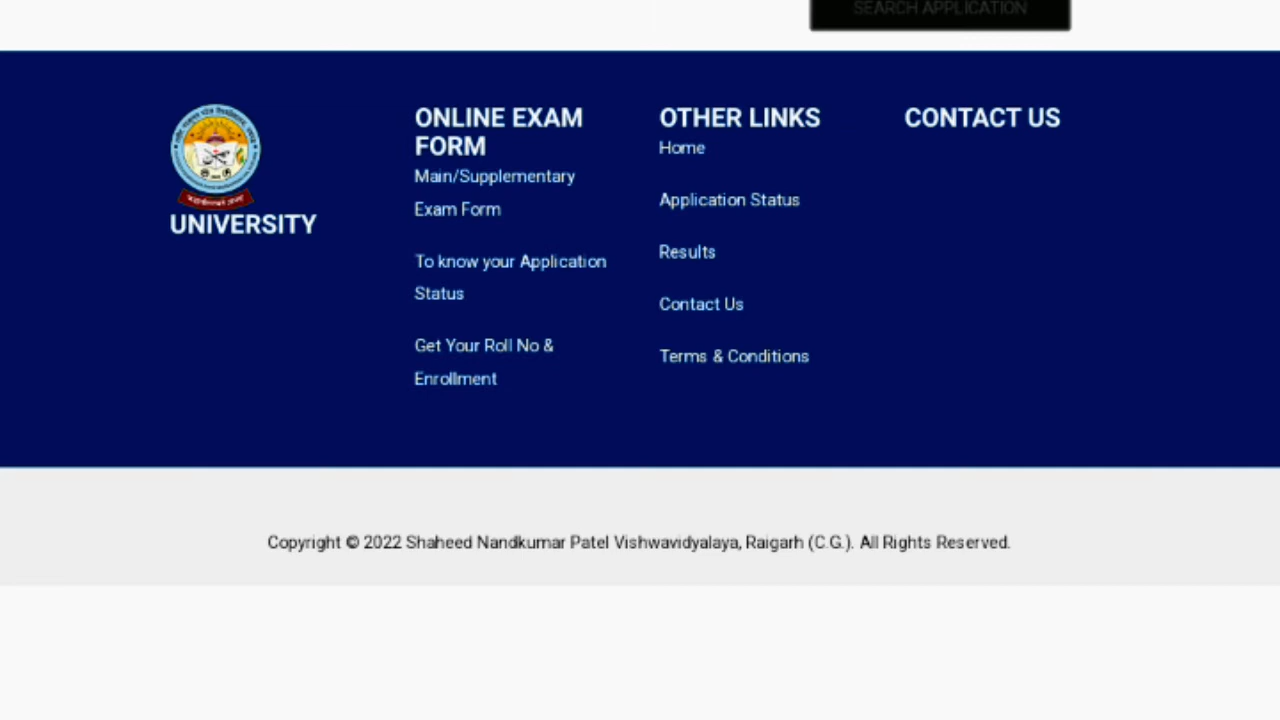 SEARCH APPLICATION
UNIVERSITY
ONLINE EXAM
FORM
Main/Supplementary
Exam Form
To know your Application
Status
Get Your Roll No &
Enrollment
OTHER LINKS
Home
Application Status
Results
Contact Us
Terms & Conditions
CONTACT US
Copyright © 2022 Shaheed Nandkumar Patel Vishwavidyalaya, Raigarh (C.G.). All Rights Reserved.